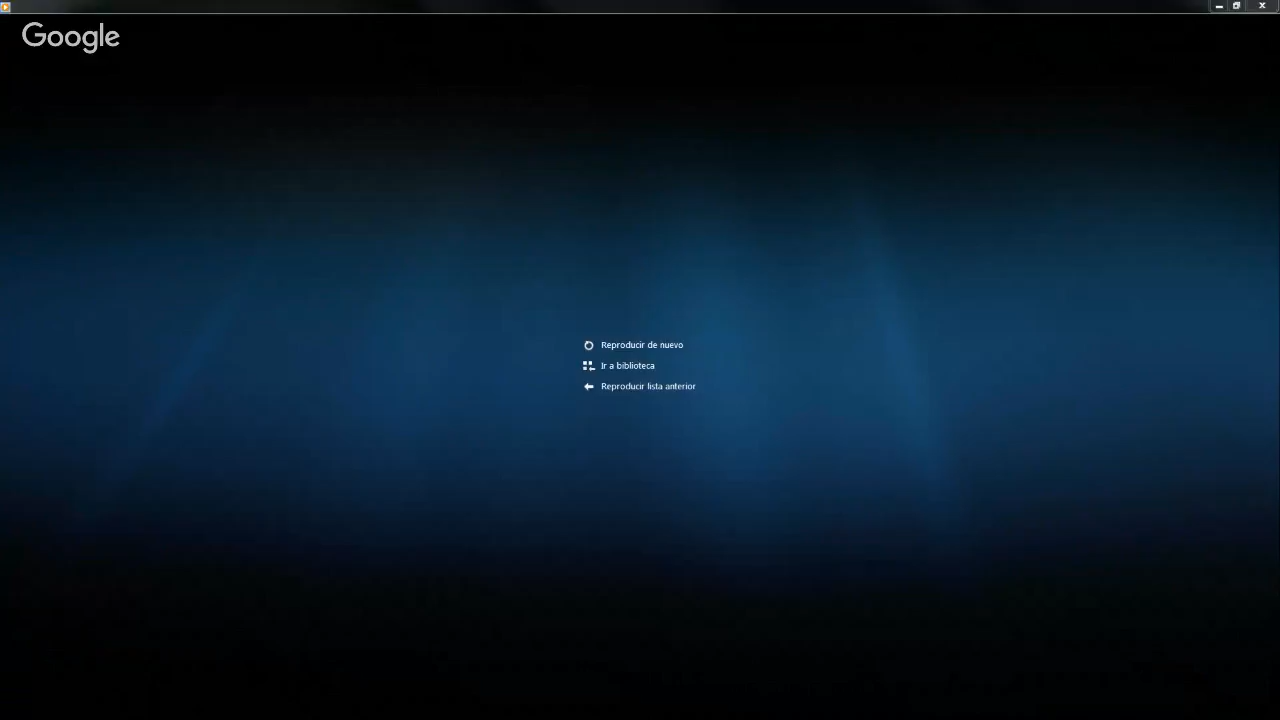 Google
Reproducir de nuevo
Ir a biblioteca
Reproducir lista anterior